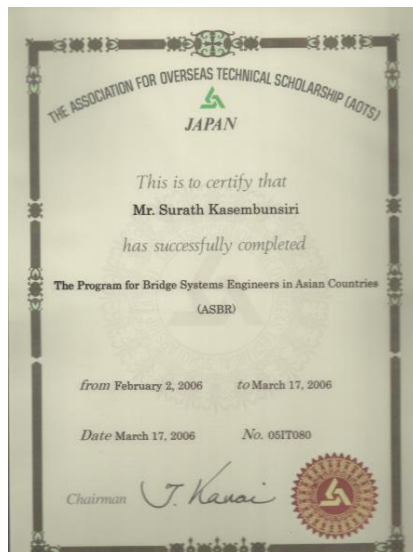 THE ASSOCIATION FOR OVERSEAS TECHNICAL SCHOLARSHIP (AOTS)
JAPAN
This is to certify that
Mr. Surath Kasembunsiri
has successfully completed
The Program for Bridge Systems Engineers in Asian Countries
(ASBR)
from February 2, 2006 to March 17, 2006
Date March 17, 2006 No. 05IT080
Chairman J. Kanai